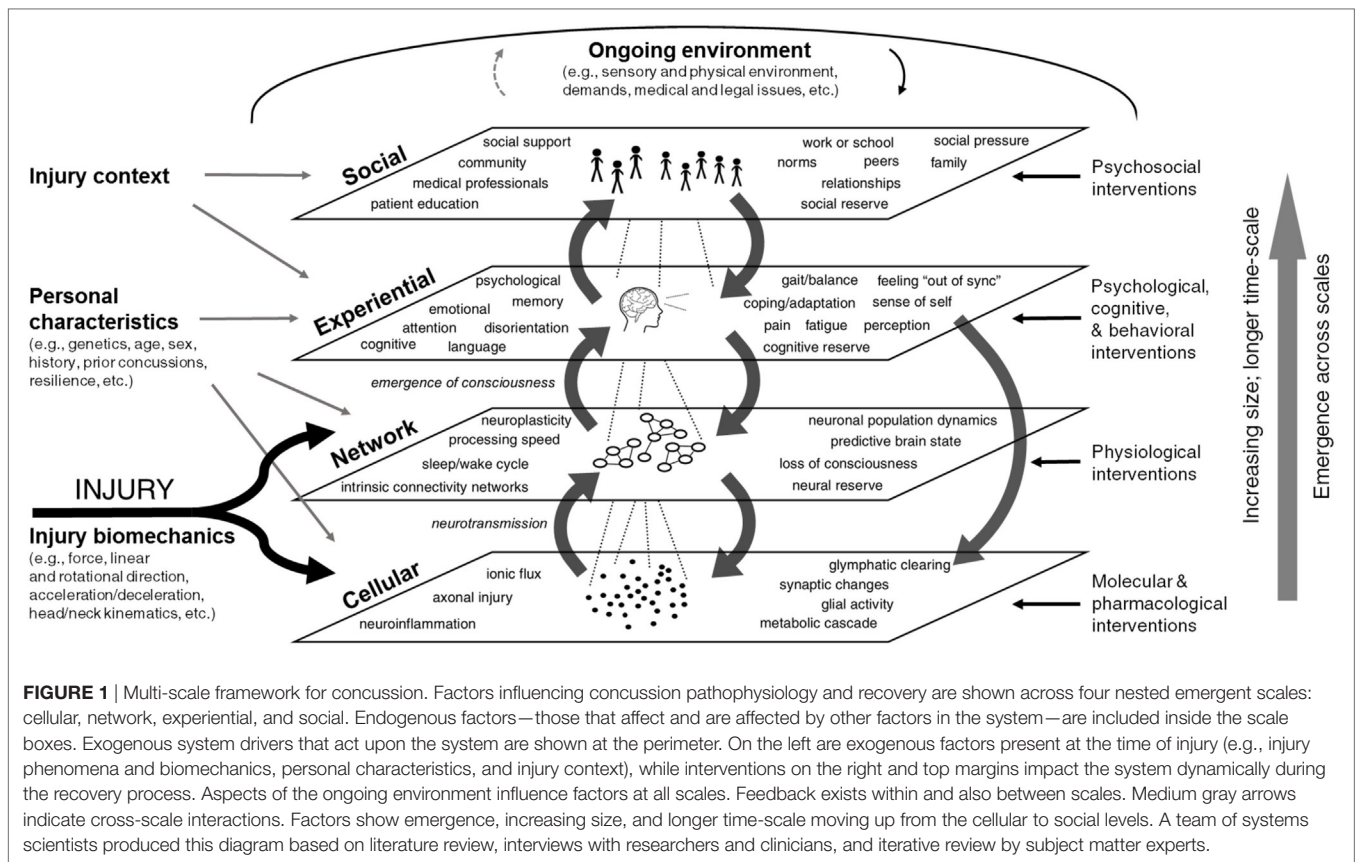 Ongoing environment
(e.g., sensory and physical environment,
demands, medical and legal issues, etc.)
Injury context
Personal
characteristics
(e.g., genetics, age, sex,
history, prior concussions,
resilience, etc.)
INJURY
Injury biomechanics
(e.g., force, linear
and rotational direction,
acceleration/deceleration,
head/neck kinematics, etc.)
Social
social support
community
medical professionals
patient education
work or school
social pressure
norms
peers
family
relationships
social reserve
Psychosocial
interventions
Experiential
psychological
memory
emotional
attention
disorientation
cognitive
language
gait/balance
feeling "out of sync"
coping/adaptation
sense of self
pain
fatigue
perception
cognitive reserve
Psychological,
cognitive,
& behavioral
interventions
emergence of consciousness
Network
neuroplasticity
processing speed
sleep/wake cycle
intrinsic connectivity networks
neuronal population dynamics
predictive brain state
loss of consciousness
neural reserve
Physiological
interventions
neurotransmission
Cellular
ionic flux
axonal injury
neuroinflammation
glymphatic clearing
synaptic changes
glial activity
metabolic cascade
Molecular &
pharmacological
interventions
Increasing size; longer time-scale
Emergence across scales
FIGURE 1 | Multi-scale framework for concussion. Factors influencing concussion pathophysiology and recovery are shown across four nested emergent scales:
cellular, network, experiential, and social. Endogenous factors—those that affect and are affected by other factors in the system—are included inside the scale
boxes. Exogenous system drivers that act upon the system are shown at the perimeter. On the left are exogenous factors present at the time of injury (e.g., injury
phenomena and biomechanics, personal characteristics, and injury context), while interventions on the right and top margins impact the system dynamically during
the recovery process. Aspects of the ongoing environment influence factors at all scales. Feedback exists within and also between scales. Medium gray arrows
indicate cross-scale interactions. Factors show emergence, increasing size, and longer time-scale moving up from the cellular to social levels. A team of systems
scientists produced this diagram based on literature review, interviews with researchers and clinicians, and iterative review by subject matter experts.